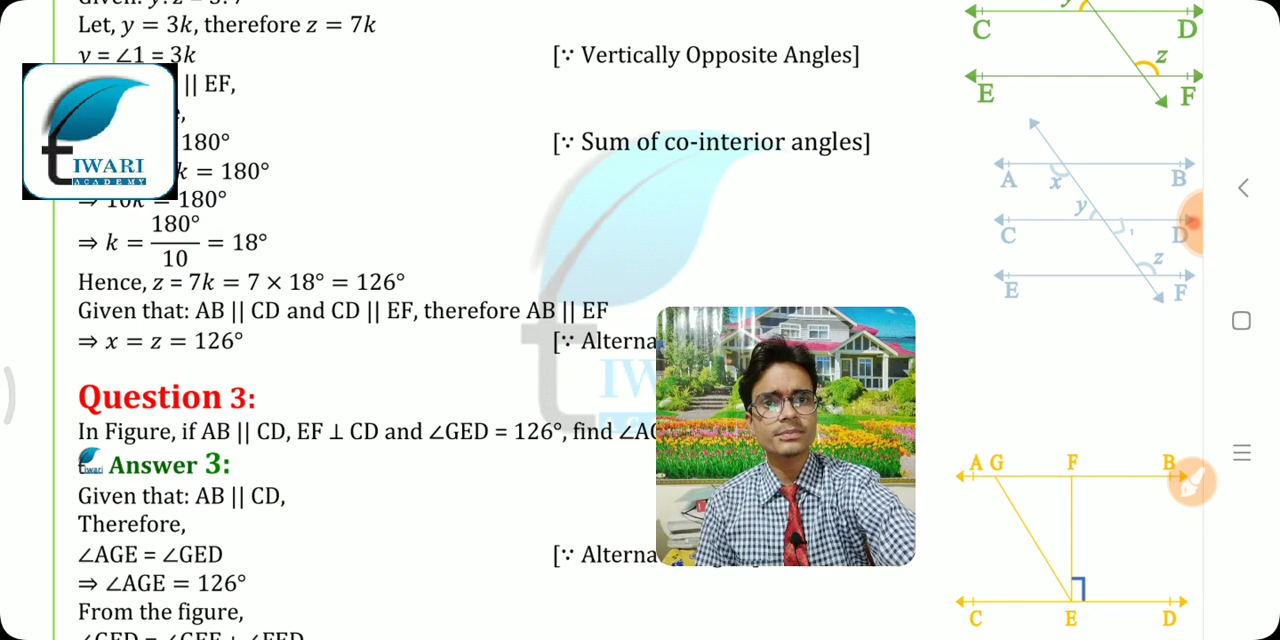 Let, y = 3k, therefore z = 7k
y = ∠1 = 3k [∵ Vertically Opposite Angles]
|| EF,
180° [∵ Sum of co-interior angles]
k = 180°
⇒ 10k = 180°
⇒ k = 180°/10 = 18°
Hence, z = 7k = 7 × 18° = 126°
Given that: AB || CD and CD || EF, therefore AB || EF
⇒ x = z = 126° [∵ Alterna
Question 3:
In Figure, if AB || CD, EF ⊥ CD and ∠GED = 126°, find
Answer 3:
Given that: AB || CD,
Therefore,
∠AGE = ∠GED [∵ Alterna
⇒ ∠AGE = 126°
From the figure,
TIWARI
ACADEMY
C D
z
E F
A x B
y
C 1 D
z
E F
A G F B
C E D